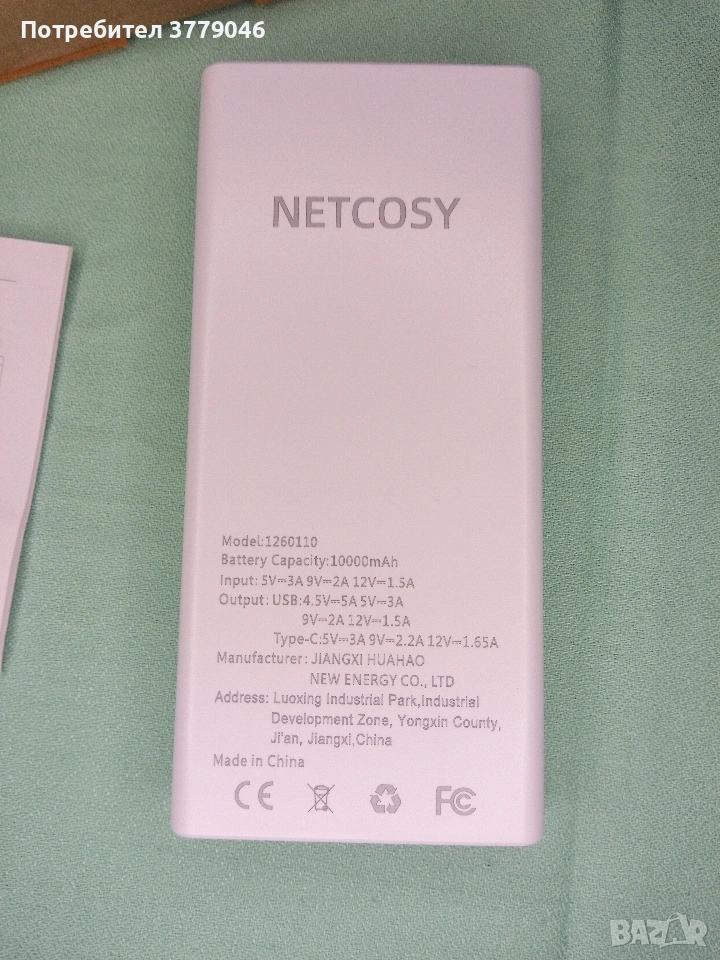 Потребител 3779046
NETCOSY
Model:1260110
Battery Capacity:10000mAh
Input: 5V⎓3A 9V⎓2A 12V⎓1.5A
Output: USB:4.5V⎓5A 5V⎓3A
9V⎓2A 12V⎓1.5A
Type-C:5V⎓3A 9V⎓2.2A 12V⎓1.65A
Manufacturer: JIANGXI HUAHAO
NEW ENERGY CO., LTD
Address: Luoxing Industrial Park,Industrial
Development Zone, Yongxin County,
Ji'an, Jiangxi,China
Made in China
CE FC
BAZAR